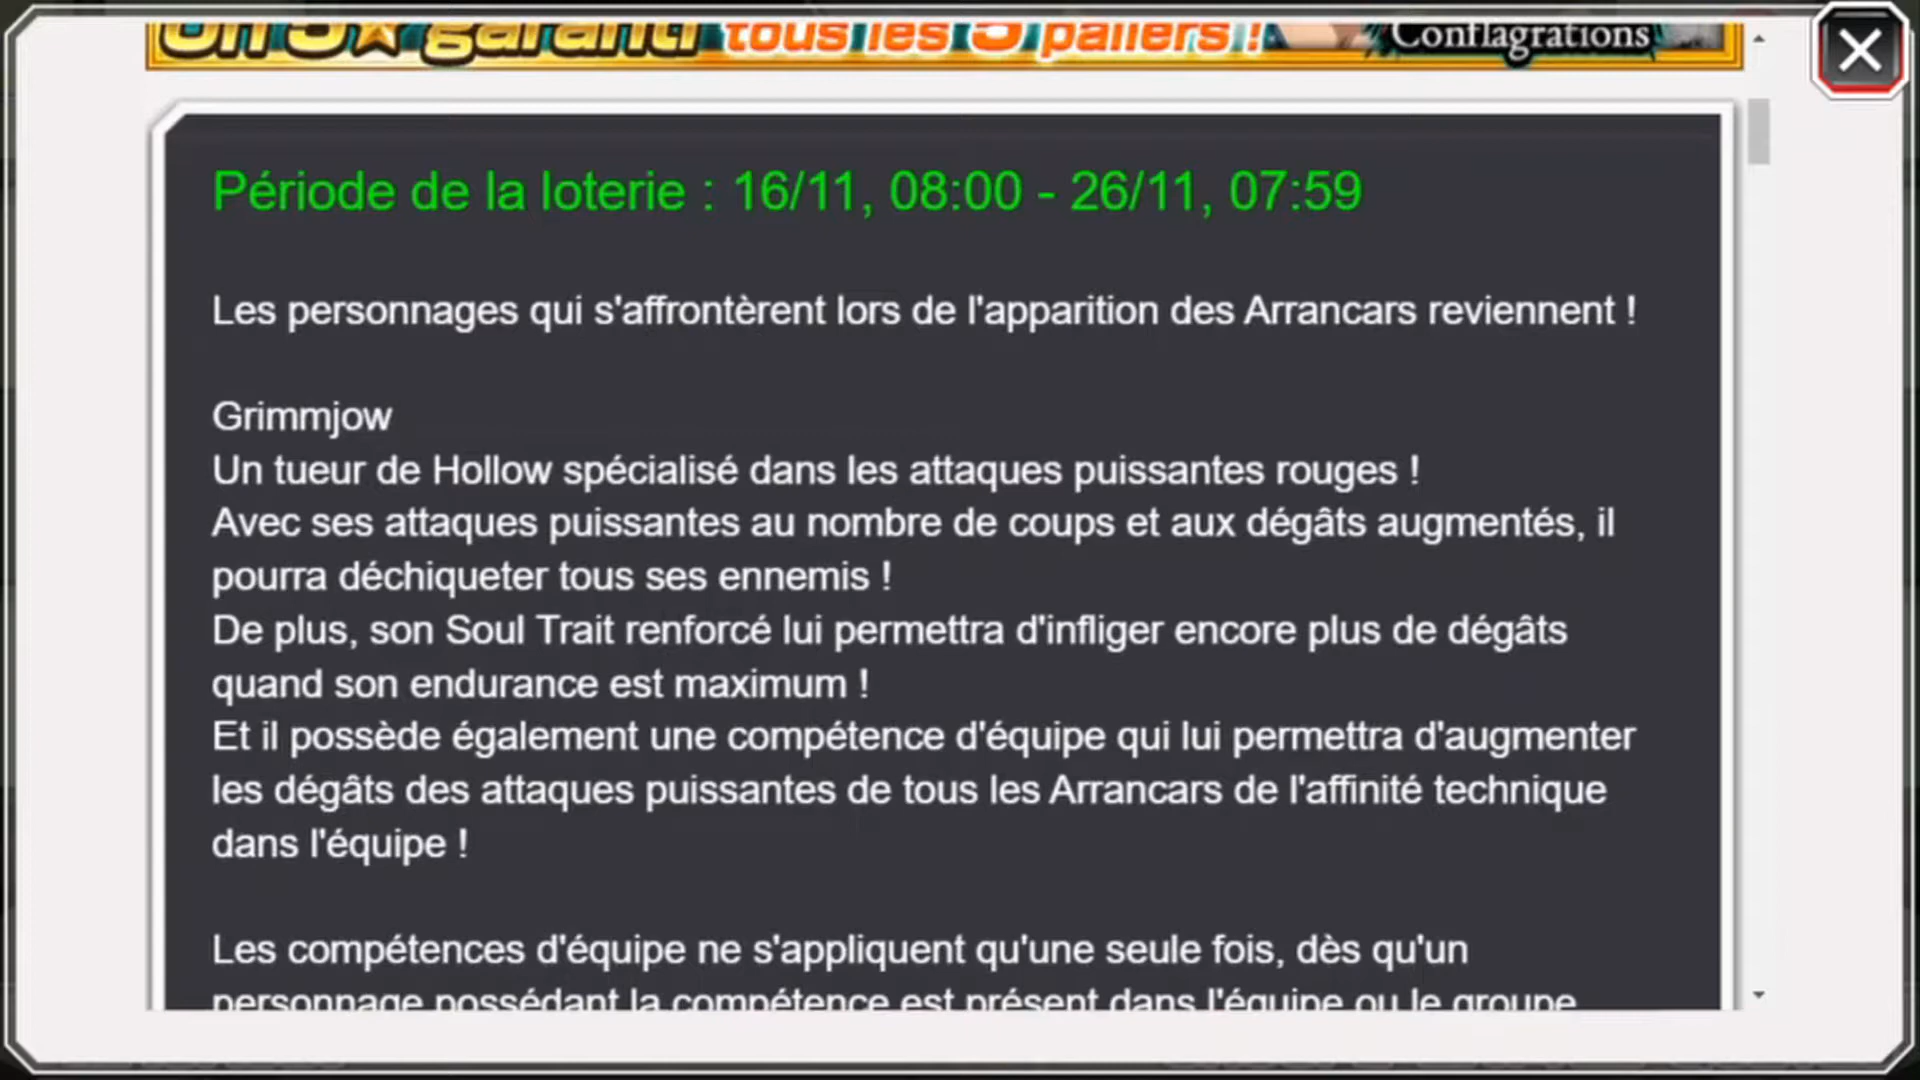 Un 5★ garanti tous les 5 paliers !
Conflagrations
Période de la loterie : 16/11, 08:00 - 26/11, 07:59
Les personnages qui s'affrontèrent lors de l'apparition des Arrancars reviennent !
Grimmjow
Un tueur de Hollow spécialisé dans les attaques puissantes rouges !
Avec ses attaques puissantes au nombre de coups et aux dégâts augmentés, il
pourra déchiqueter tous ses ennemis !
De plus, son Soul Trait renforcé lui permettra d'infliger encore plus de dégâts
quand son endurance est maximum !
Et il possède également une compétence d'équipe qui lui permettra d'augmenter
les dégâts des attaques puissantes de tous les Arrancars de l'affinité technique
dans l'équipe !
Les compétences d'équipe ne s'appliquent qu'une seule fois, dès qu'un
personnage possédant la compétence est présent dans l'équipe ou le groupe